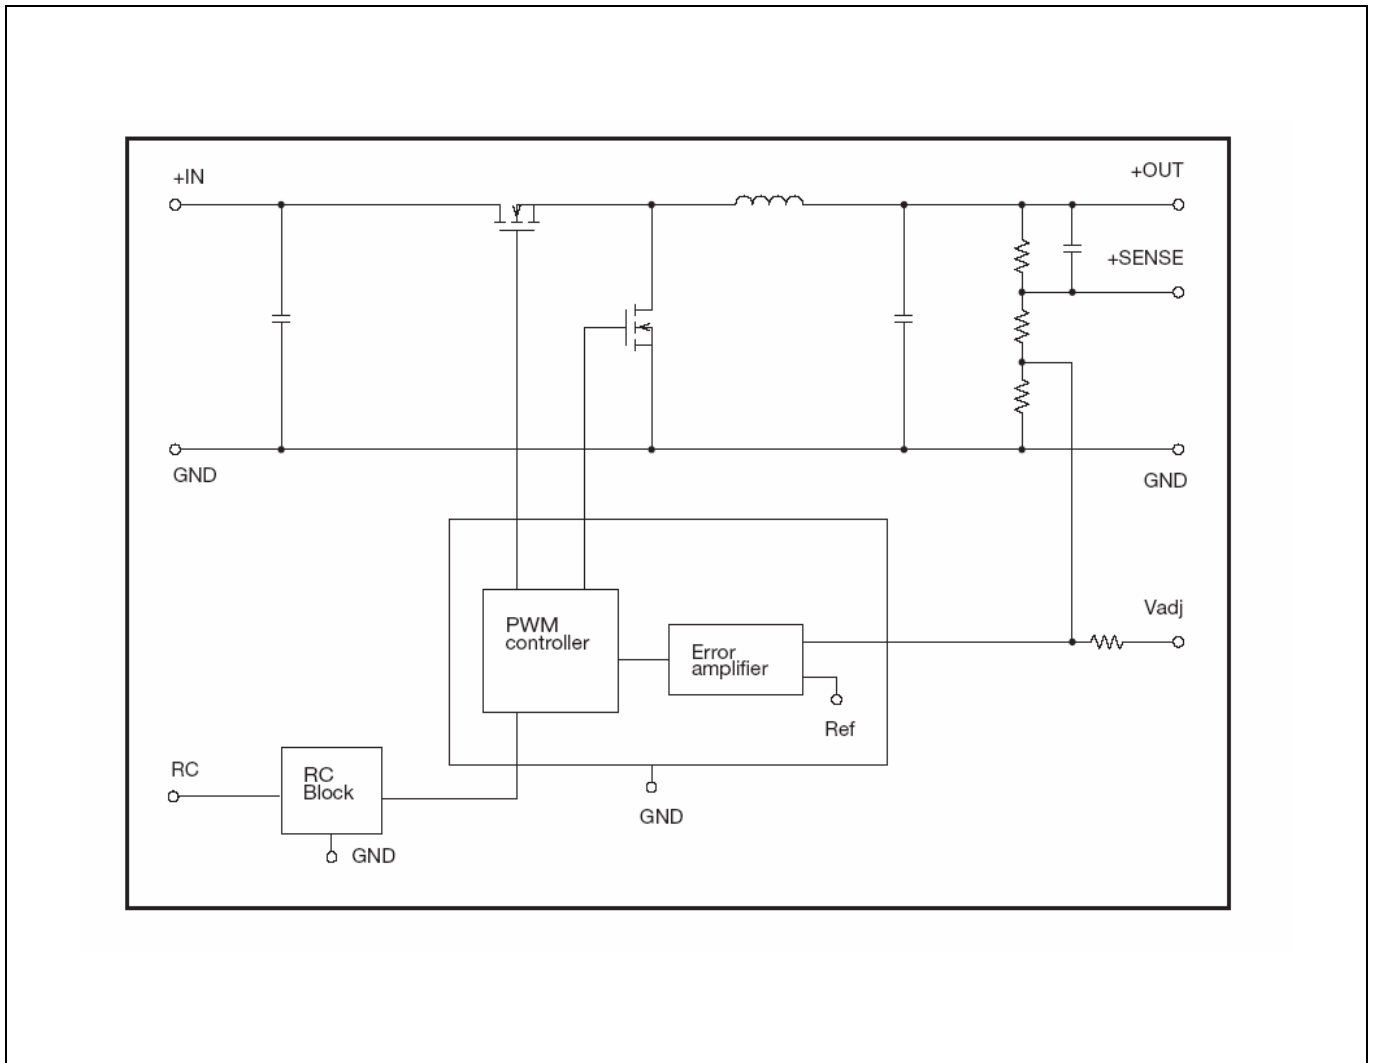 +IN
+OUT
+SENSE
GND
GND
Vadj
PWM
controller
Error
amplifier
Ref
RC
RC
Block
GND
GND